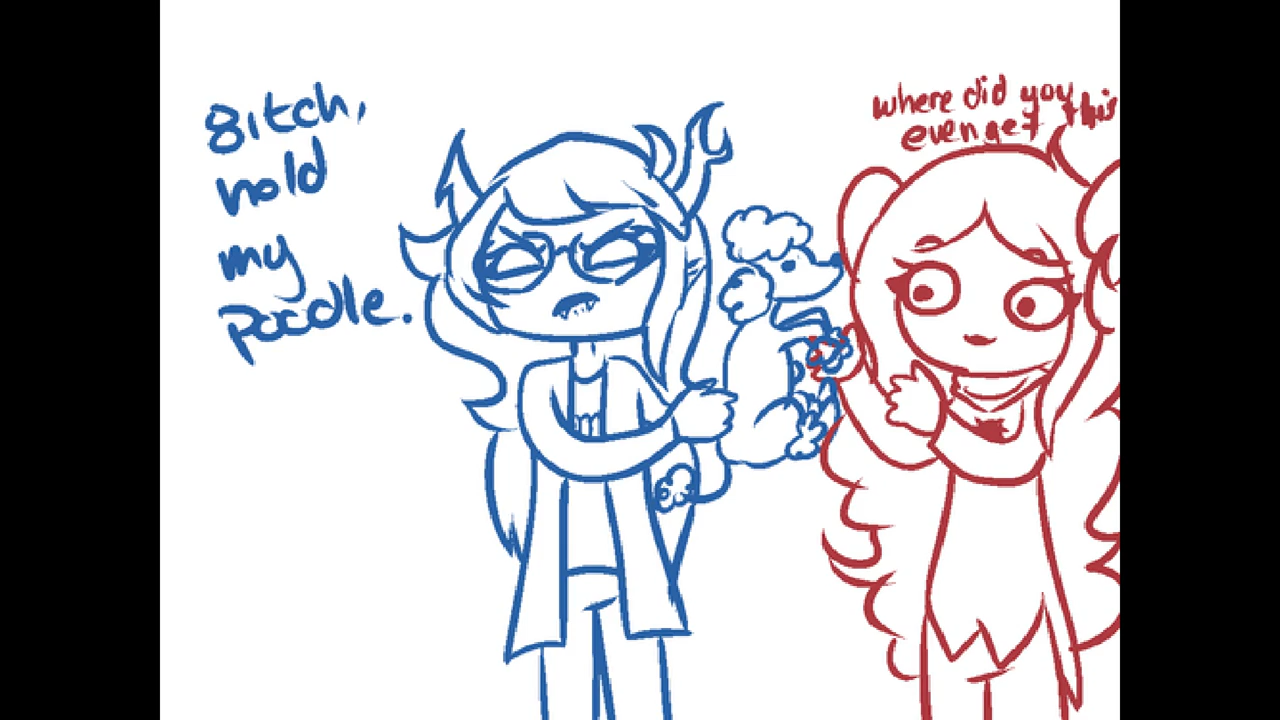 8itch,
hold
my
poodle.
where did you
even get this